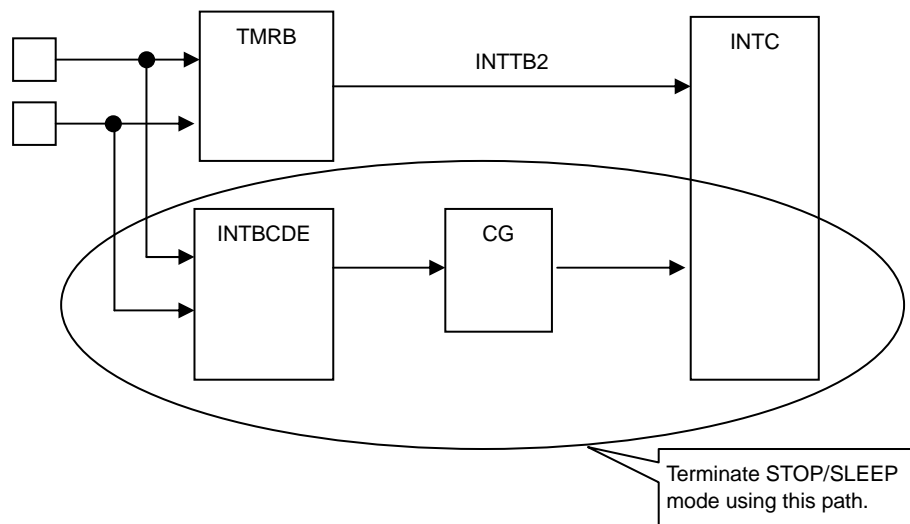 TMRB
INTC
INTTB2
INTBCDE
CG
Terminate STOP/SLEEP
mode using this path.